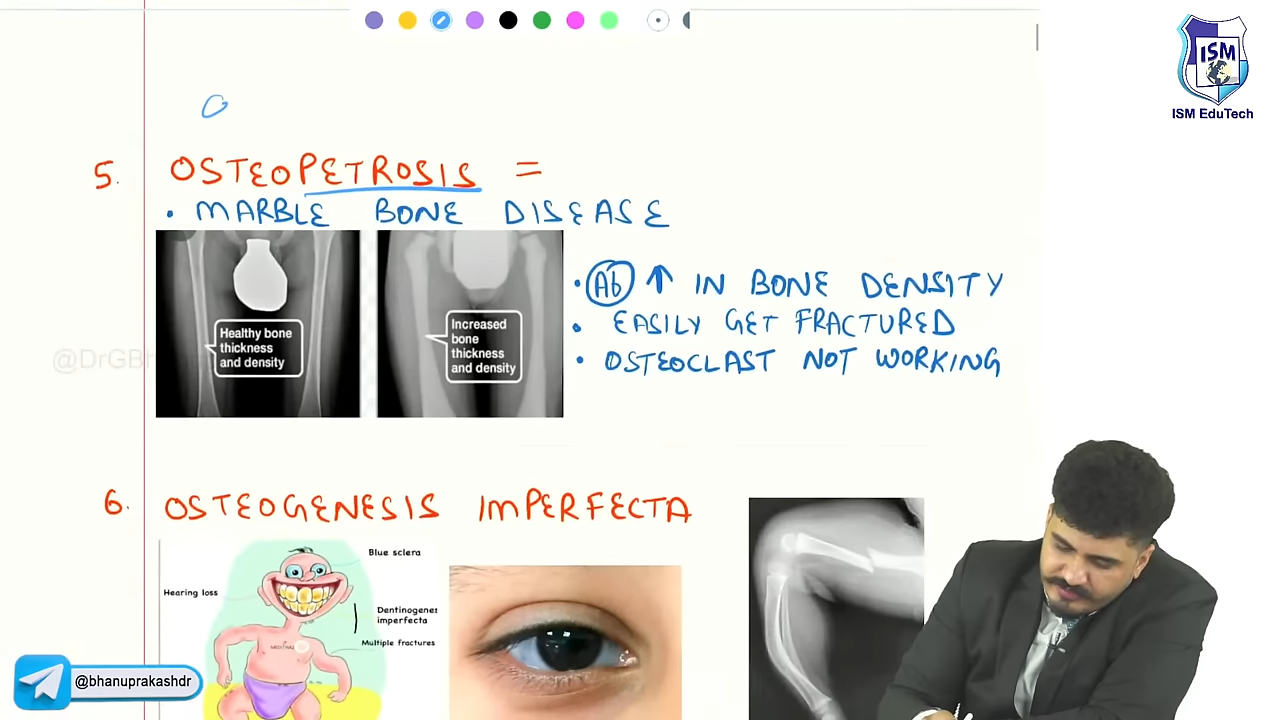 ISM
ISM EduTech
5. OSTEOPETROSIS =
• MARBLE BONE DISEASE
Healthy bone
thickness
and density
Increased
bone
thickness
and density
• Ab ↑ IN BONE DENSITY
• EASILY GET FRACTURED
• OSTEOCLAST NOT WORKING
6. OSTEOGENESIS IMPERFECTA
Blue sclera
Hearing loss
Dentinogenes
imperfecta
Multiple fractures
@bhanuprakashdr